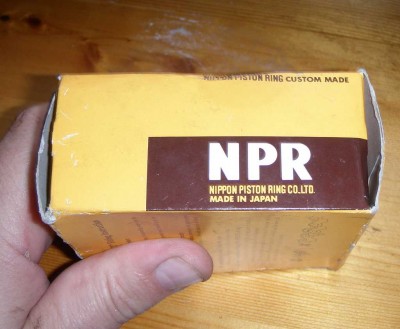 NIPPON PISTON RING CUSTOM MADE
NPR
NIPPON PISTON RING CO.,LTD.
MADE IN JAPAN